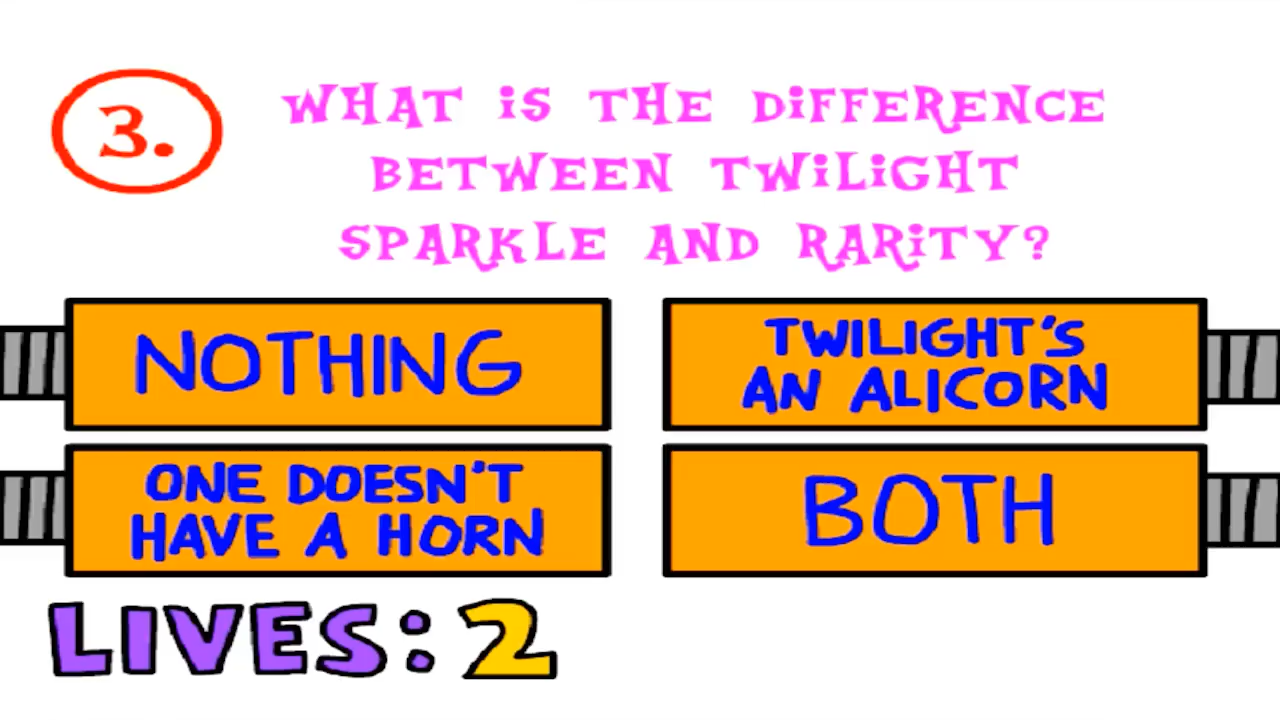 3.
WHAT iS THE DiFFERENCE
BETWEEN TWiLiGHT
SPARKLE AND RARiTY?
NOTHING
TWILIGHT'S
AN ALICORN
ONE DOESN'T
HAVE A HORN
BOTH
LIVES: 2